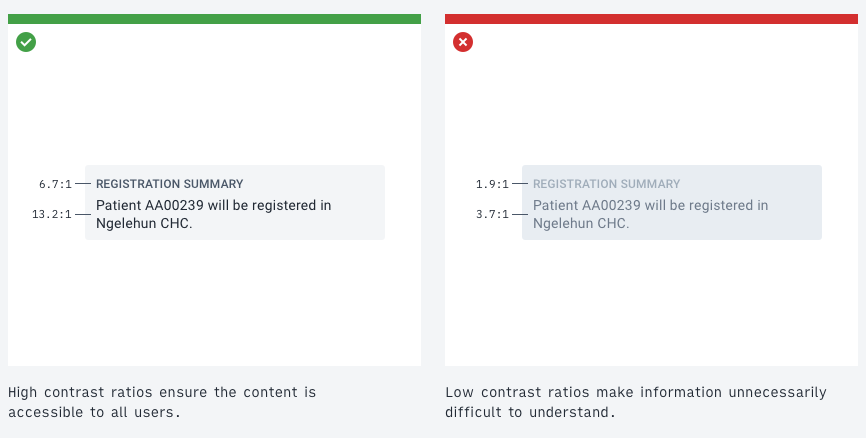 6.7:1
REGISTRATION SUMMARY
13.2:1
Patient AA00239 will be registered in
Ngelehun CHC.
High contrast ratios ensure the content is
accessible to all users.
1.9:1
REGISTRATION SUMMARY
3.7:1
Patient AA00239 will be registered in
Ngelehun CHC.
Low contrast ratios make information unnecessarily
difficult to understand.